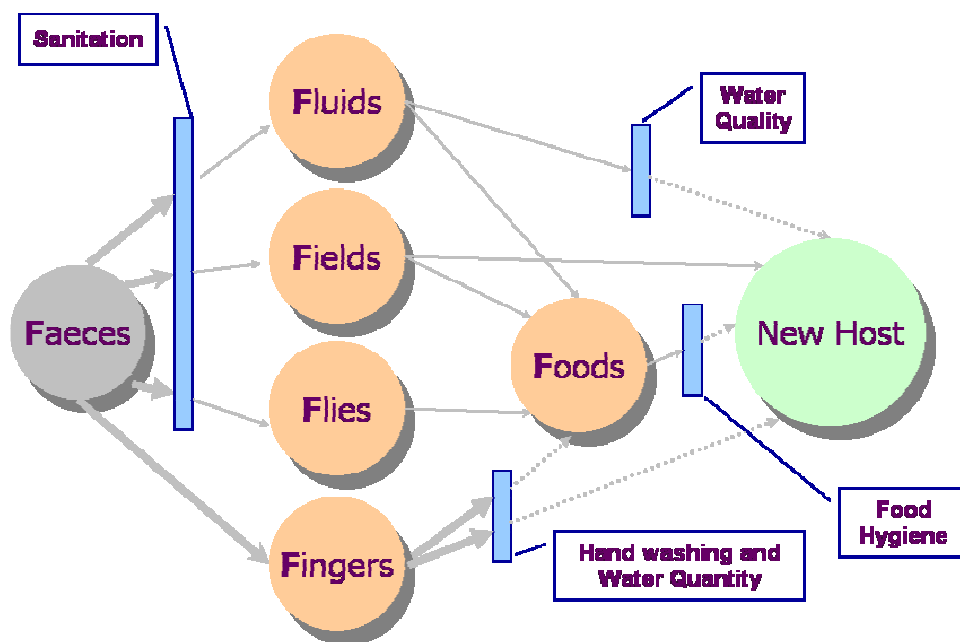 Sanitation
Fluids
Water
Quality
Fields
Faeces
New Host
Foods
Flies
Food
Hygiene
Fingers
Hand washing and
Water Quantity